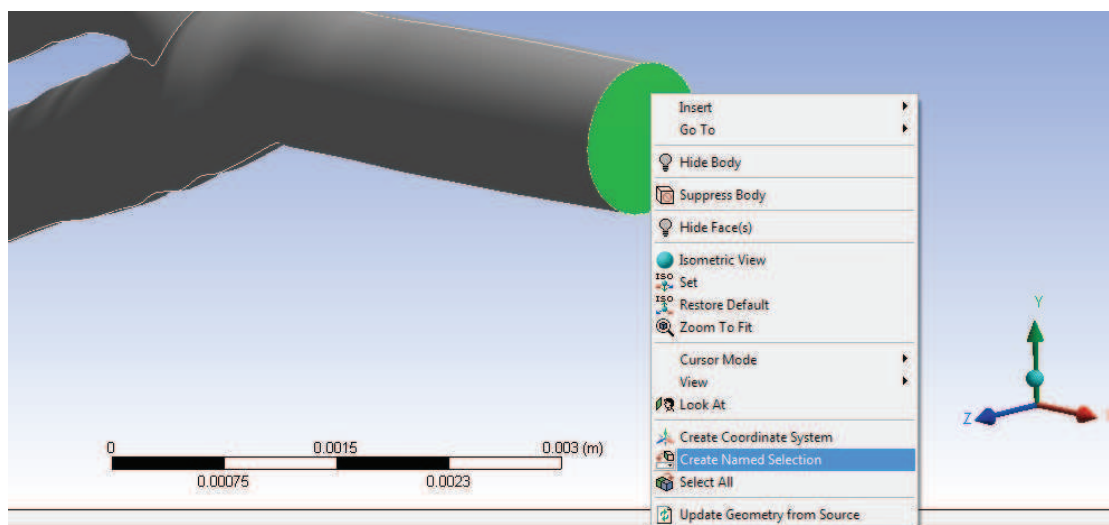 Insert
Go To
Hide Body
Suppress Body
Hide Face(s)
Isometric View
ISO
Set
ISO
Restore Default
Zoom To Fit
Cursor Mode
View
Look At
Create Coordinate System
Create Named Selection
Select All
Update Geometry from Source
0 0.0015 0.003 (m)
0.00075 0.0023
Y
Z